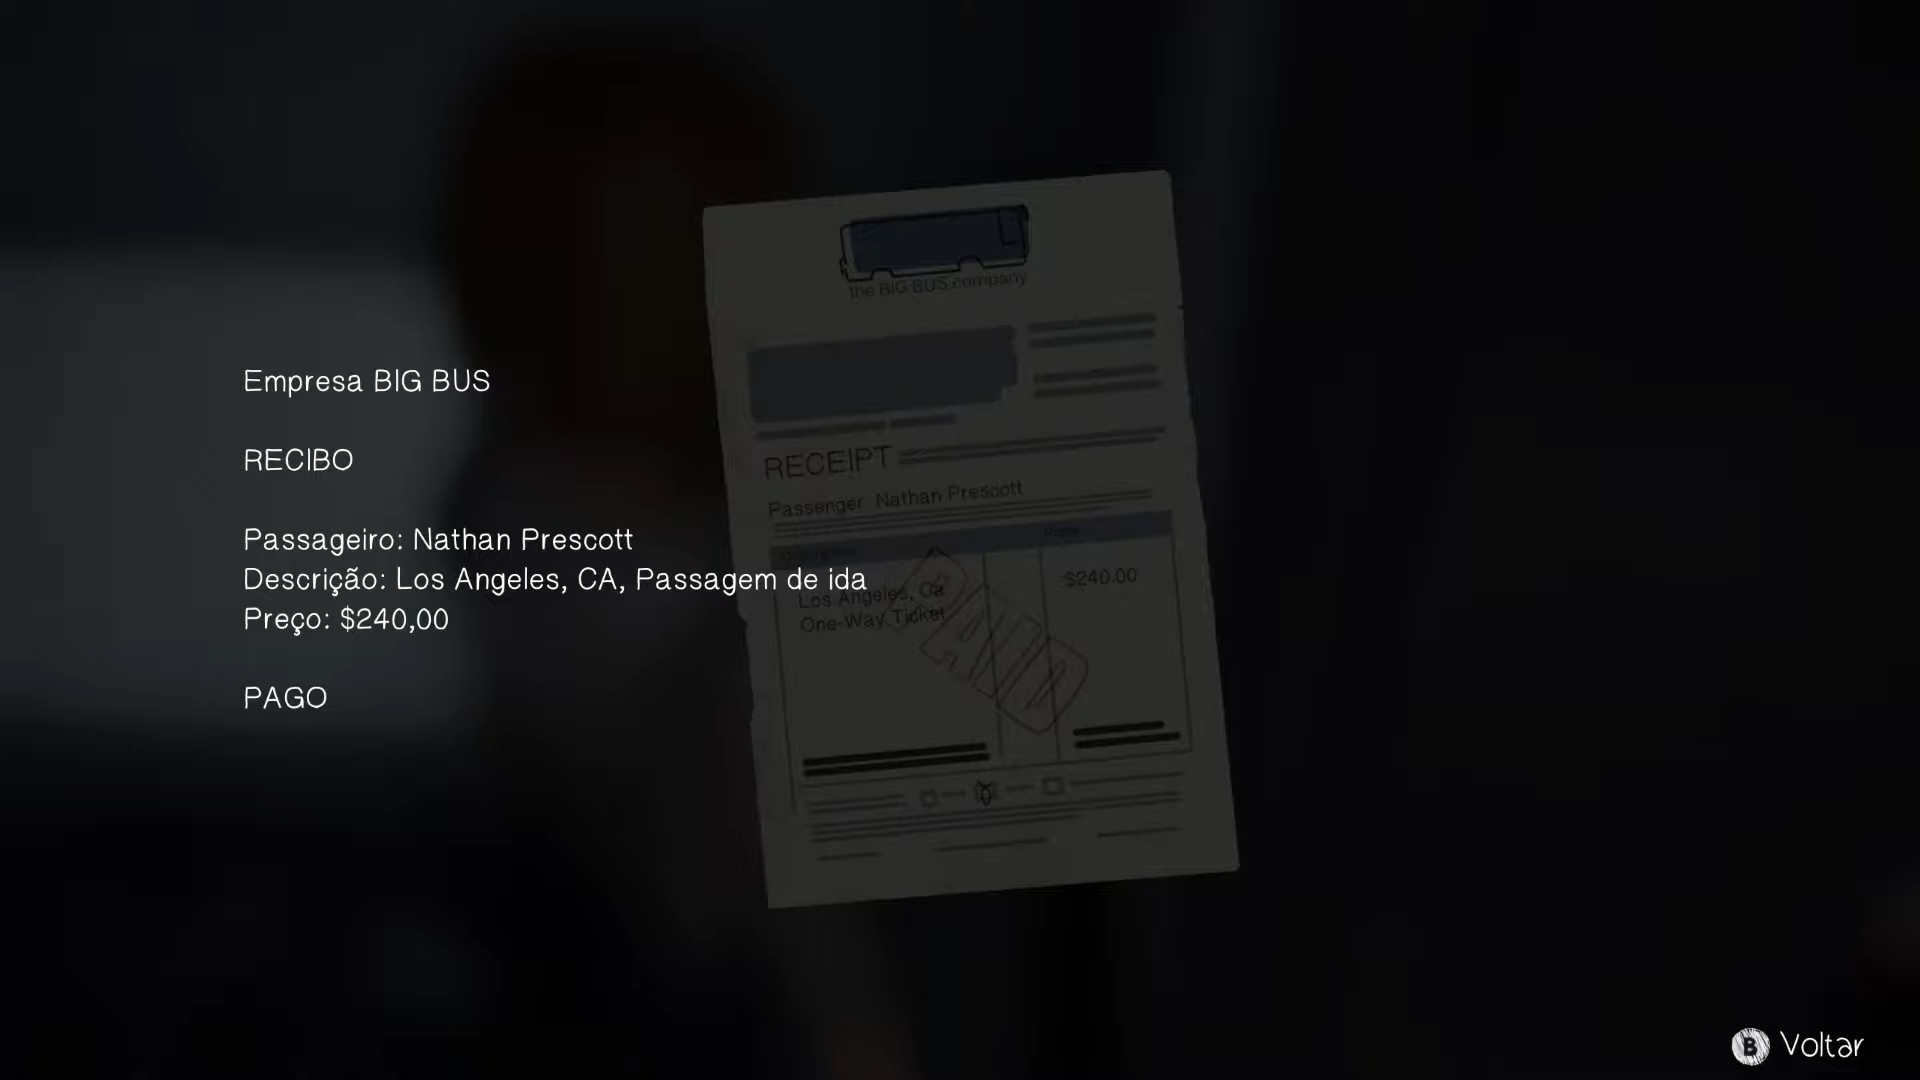 Empresa BIG BUS
RECIBO
Passageiro: Nathan Prescott
Descrição: Los Angeles, CA, Passagem de ida
Preço: $240,00
PAGO
the BIG BUS company
RECEIPT
Passenger: Nathan Prescott
Los Angeles, Ca
One-Way Ticket
$240.00
PAID
B Voltar